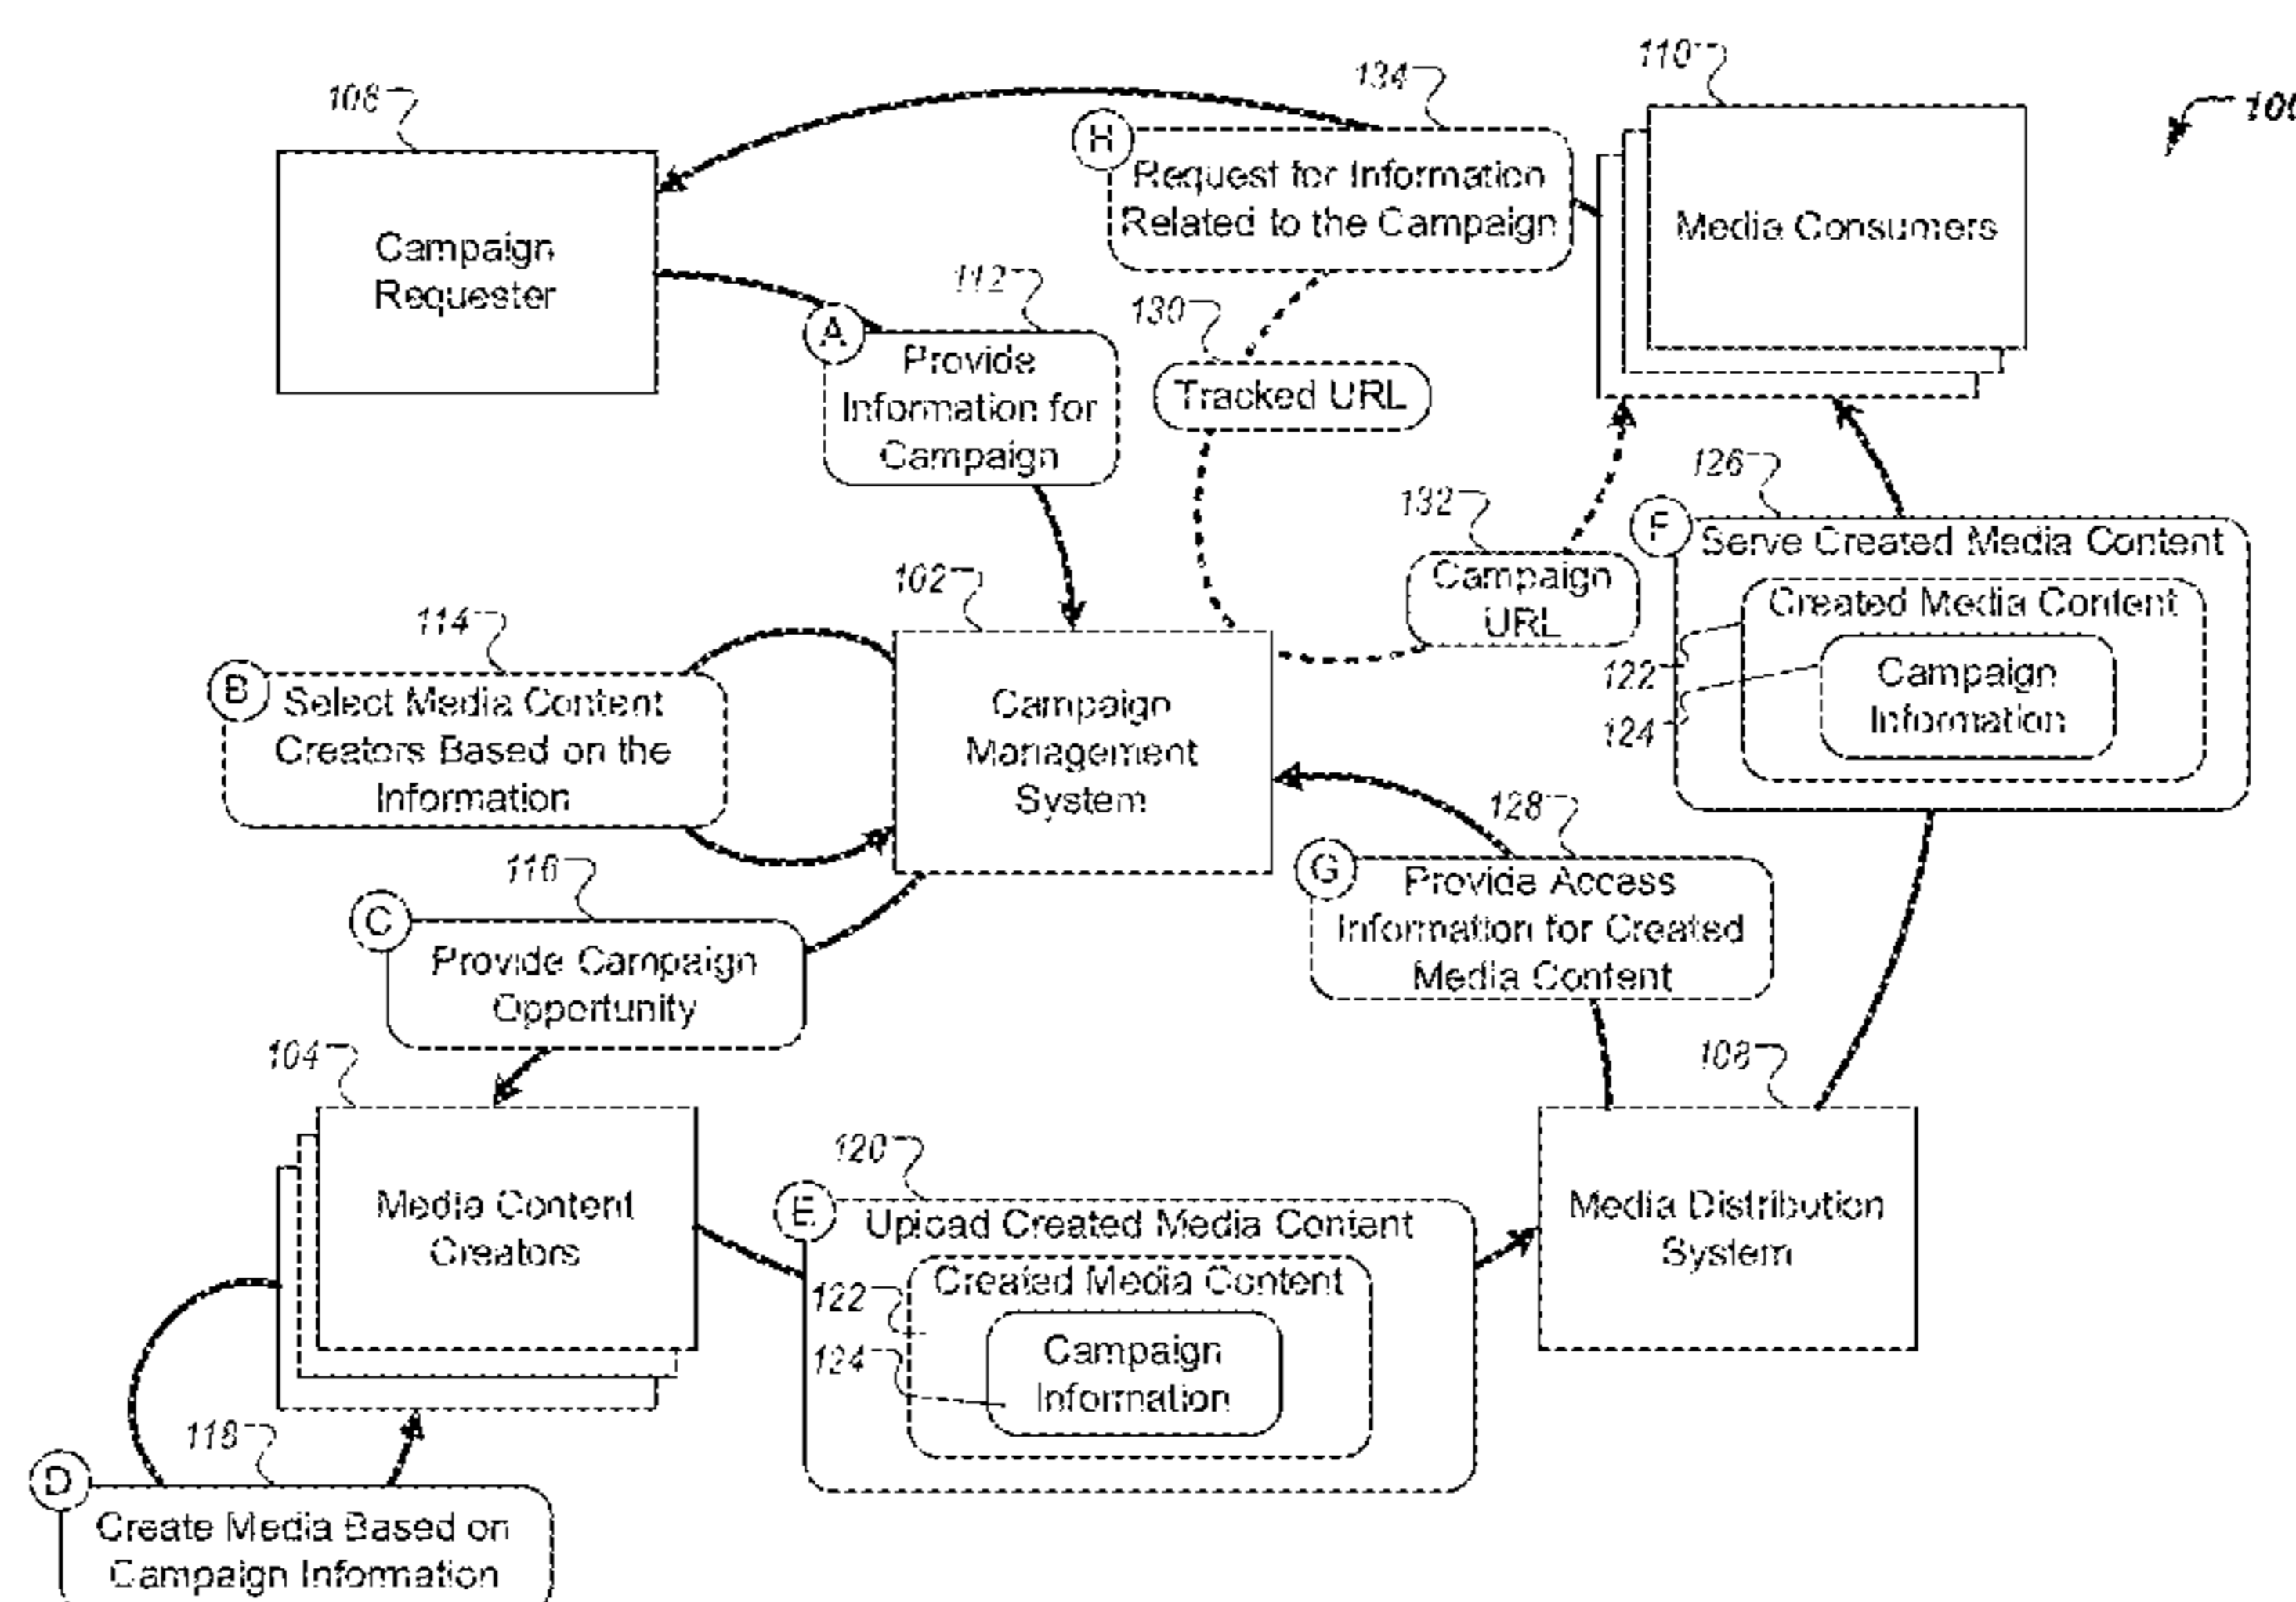 108
134
110
100
H
Request for Information
Related to the Campaign
Media Consumers
Campaign
Requester
112
A
Provide
Information for
Campaign
130
Tracked URL
132
Campaign
URL
126
F
Serve Created Media Content
Created Media Content
122
Campaign
Information
124
102
Campaign
Management
System
114
B
Select Media Content
Creators Based on the
Information
128
G
Provide Access
Information for Created
Media Content
116
C
Provide Campaign
Opportunity
104
Media Content
Creators
108
Media Distribution
System
120
E
Upload Created Media Content
Created Media Content
122
Campaign
Information
124
118
D
Create Media Based on
Campaign Information